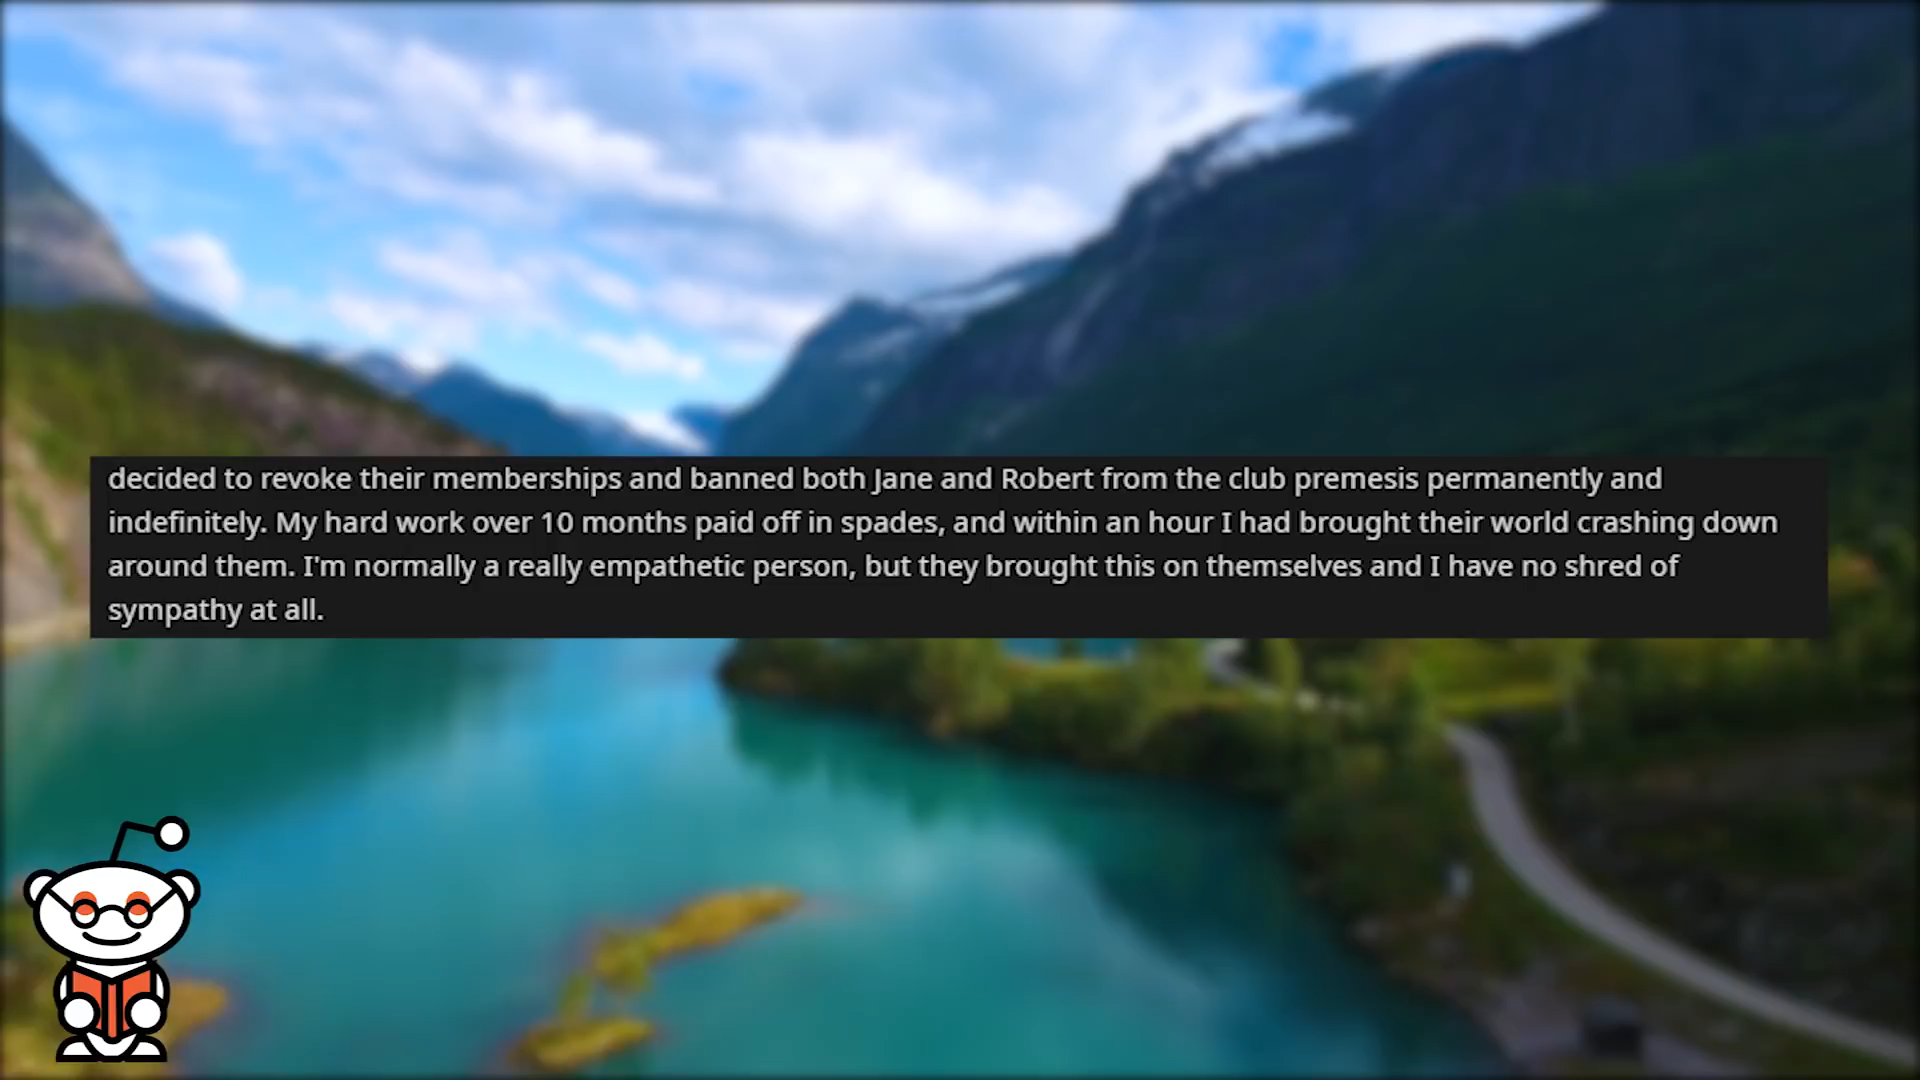 decided to revoke their memberships and banned both Jane and Robert from the club premesis permanently and
indefinitely. My hard work over 10 months paid off in spades, and within an hour I had brought their world crashing down
around them. I'm normally a really empathetic person, but they brought this on themselves and I have no shred of
sympathy at all.